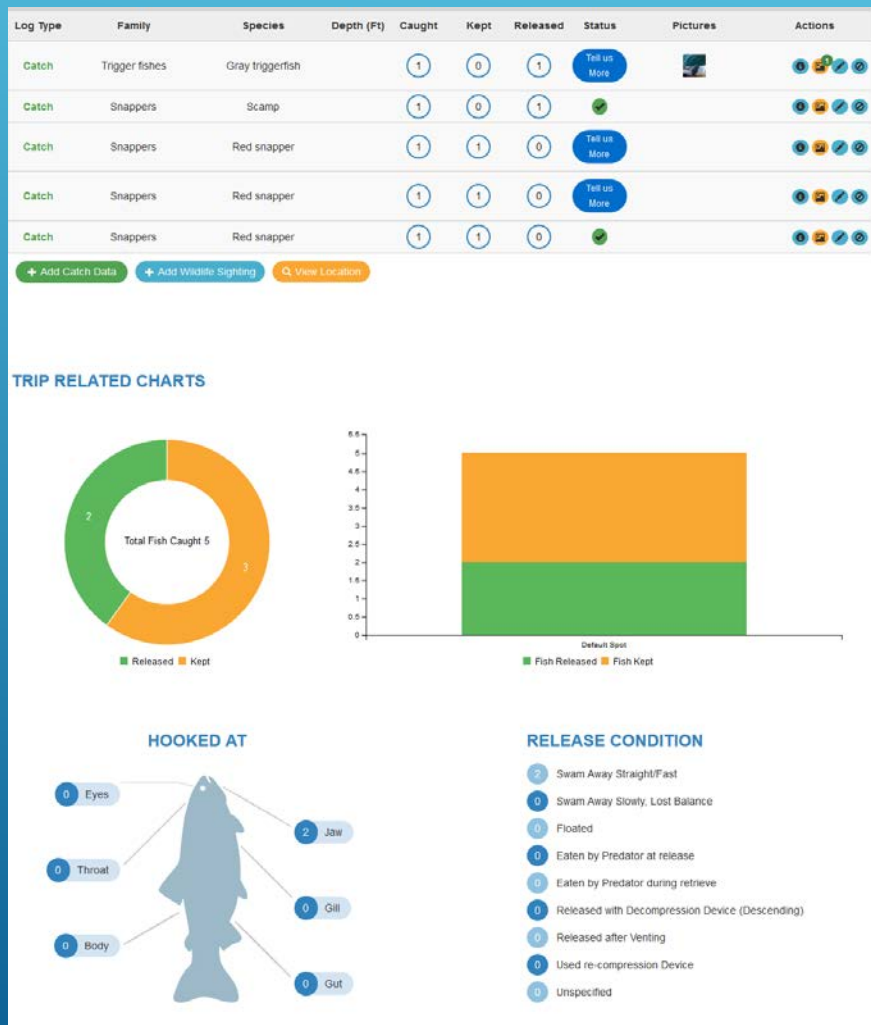 Log Type Family Species Depth (Ft) Caught Kept Released Status Pictures Actions
Catch Trigger fishes Gray triggerfish 1 0 1 Tell us More 1
Catch Snappers Scamp 1 0 1
Catch Snappers Red snapper 1 1 0 Tell us More
Catch Snappers Red snapper 1 1 0 Tell us More
Catch Snappers Red snapper 1 1 0
+ Add Catch Data + Add Wildlife Sighting View Location
TRIP RELATED CHARTS
2
Total Fish Caught 5
3
Released Kept
5.5
5
4.5
4
3.5
3
2.5
2
1.5
1
0.5
0
Default Spot
Fish Released Fish Kept
HOOKED AT
0 Eyes
2 Jaw
0 Throat
0 Gill
0 Body
0 Gut
RELEASE CONDITION
2 Swam Away Straight/Fast
0 Swam Away Slowly, Lost Balance
0 Floated
0 Eaten by Predator at release
0 Eaten by Predator during retrieve
0 Released with Decompression Device (Descending)
0 Released after Venting
0 Used re-compression Device
0 Unspecified